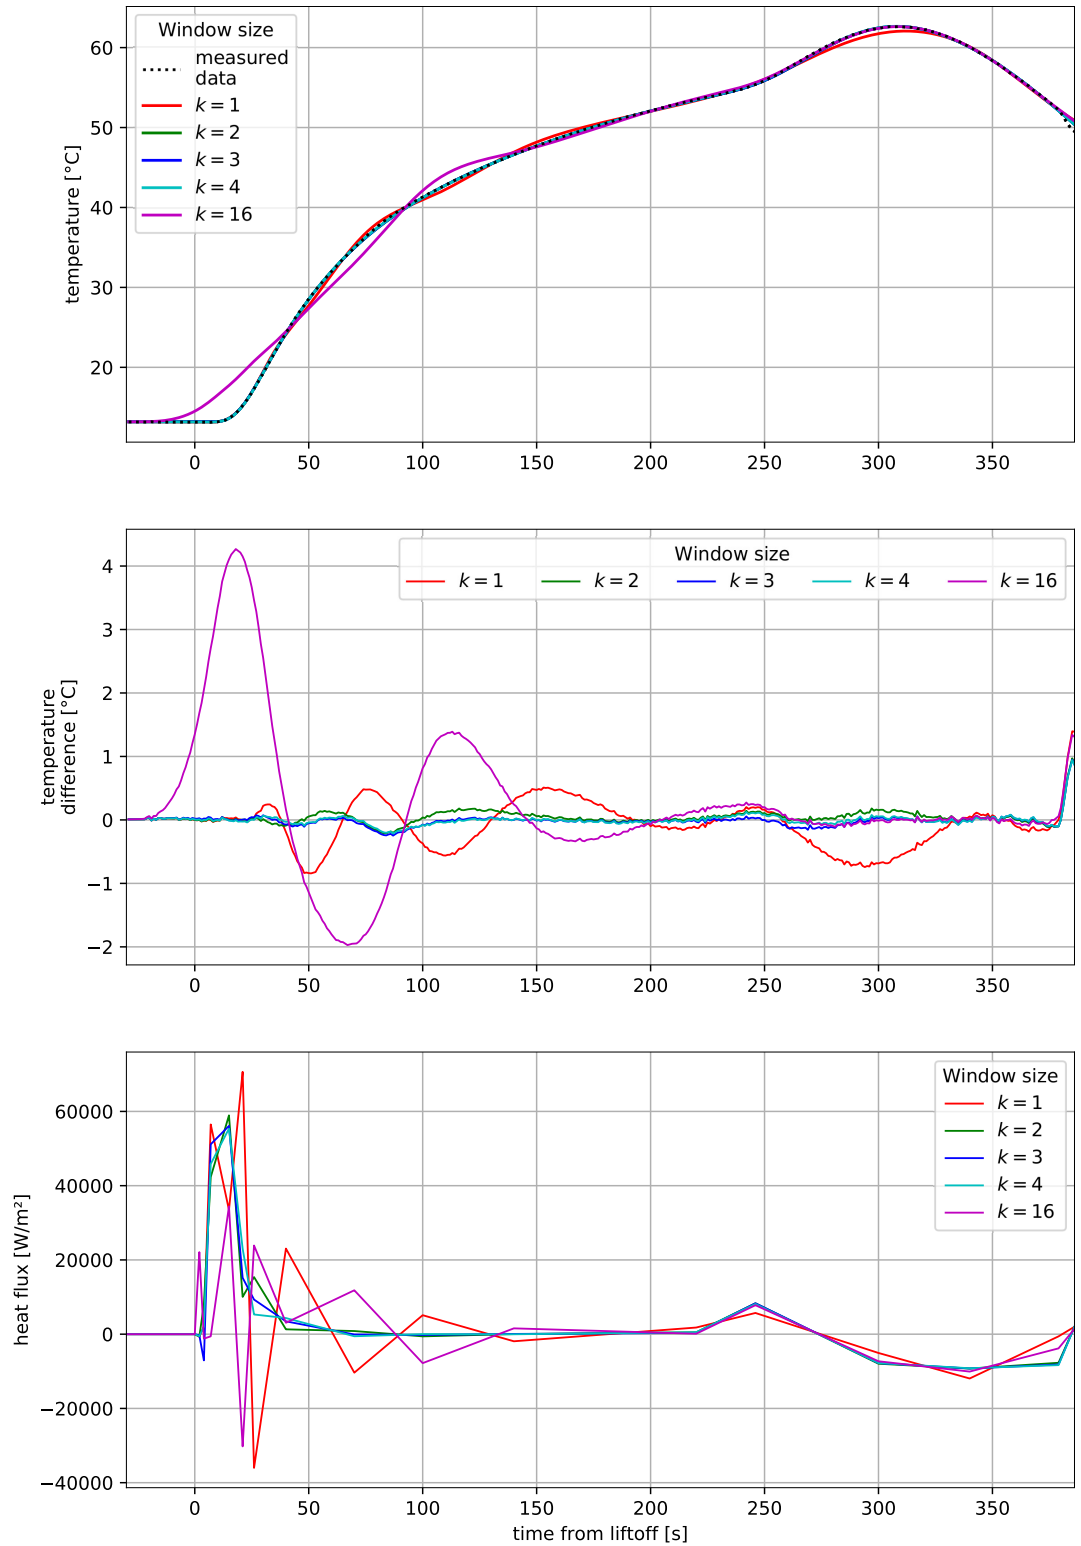 Window size
measured
data
k = 1
k = 2
k = 3
k = 4
k = 16
temperature [°C]
60
50
40
30
20
0 50 100 150 200 250 300 350
Window size
k = 1 k = 2 k = 3 k = 4 k = 16
temperature
difference [°C]
4
3
2
1
0
−1
−2
0 50 100 150 200 250 300 350
Window size
k = 1
k = 2
k = 3
k = 4
k = 16
heat flux [W/m²]
60000
40000
20000
0
−20000
−40000
0 50 100 150 200 250 300 350
time from liftoff [s]